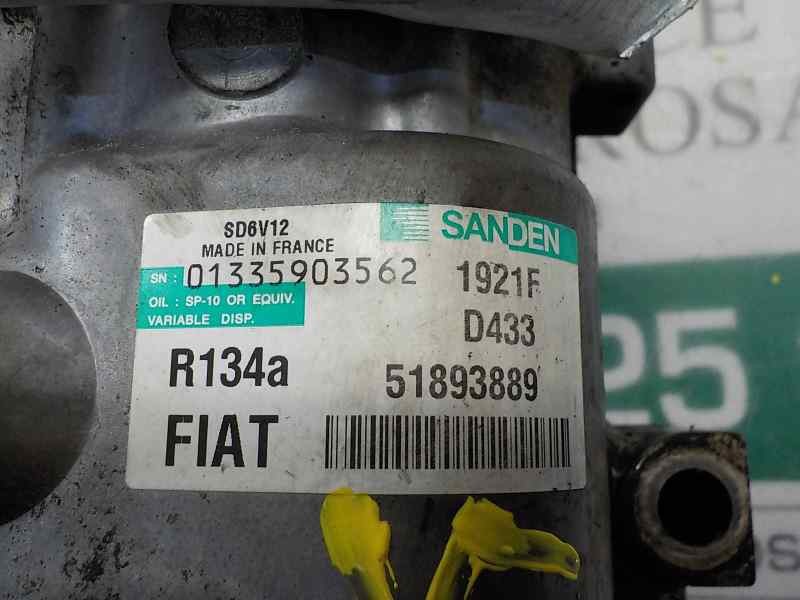 SD6V12
MADE IN FRANCE
SANDEN
SN : 01335903562
1921F
OIL : SP-10 OR EQUIV.
VARIABLE DISP.
D433
R134a
51893889
FIAT
25